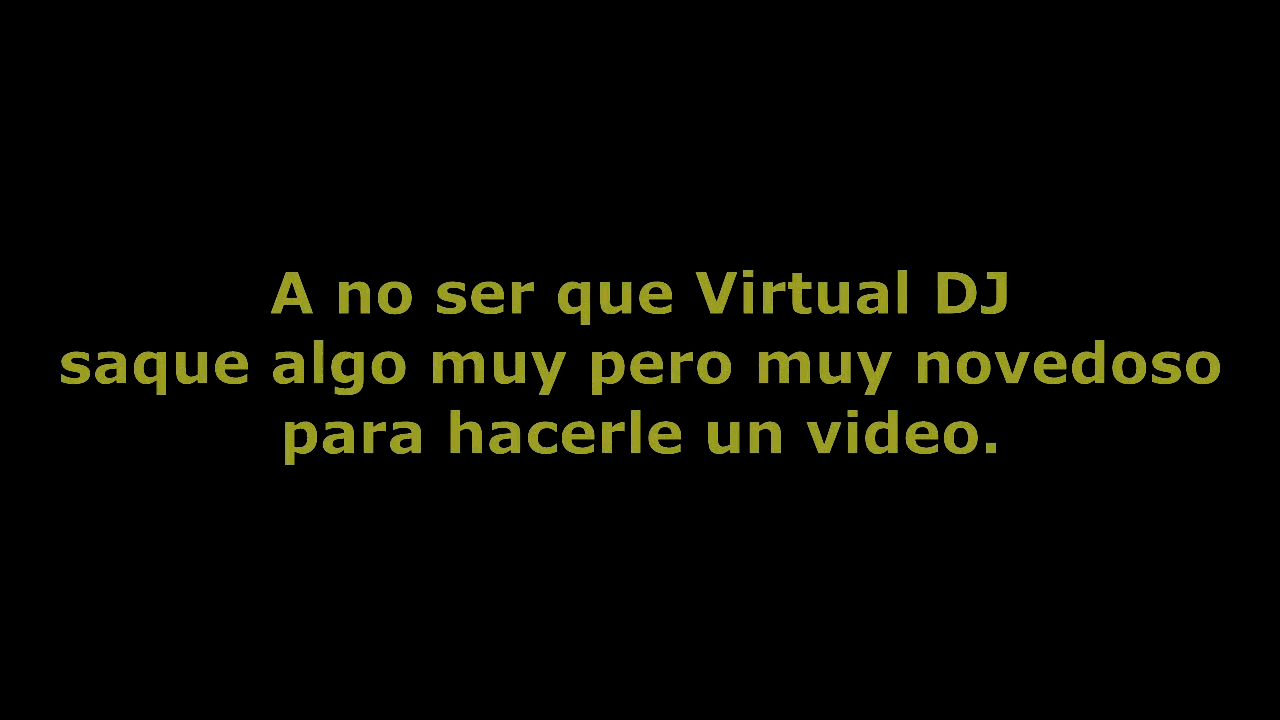 A no ser que Virtual DJ
saque algo muy pero muy novedoso
para hacerle un video.